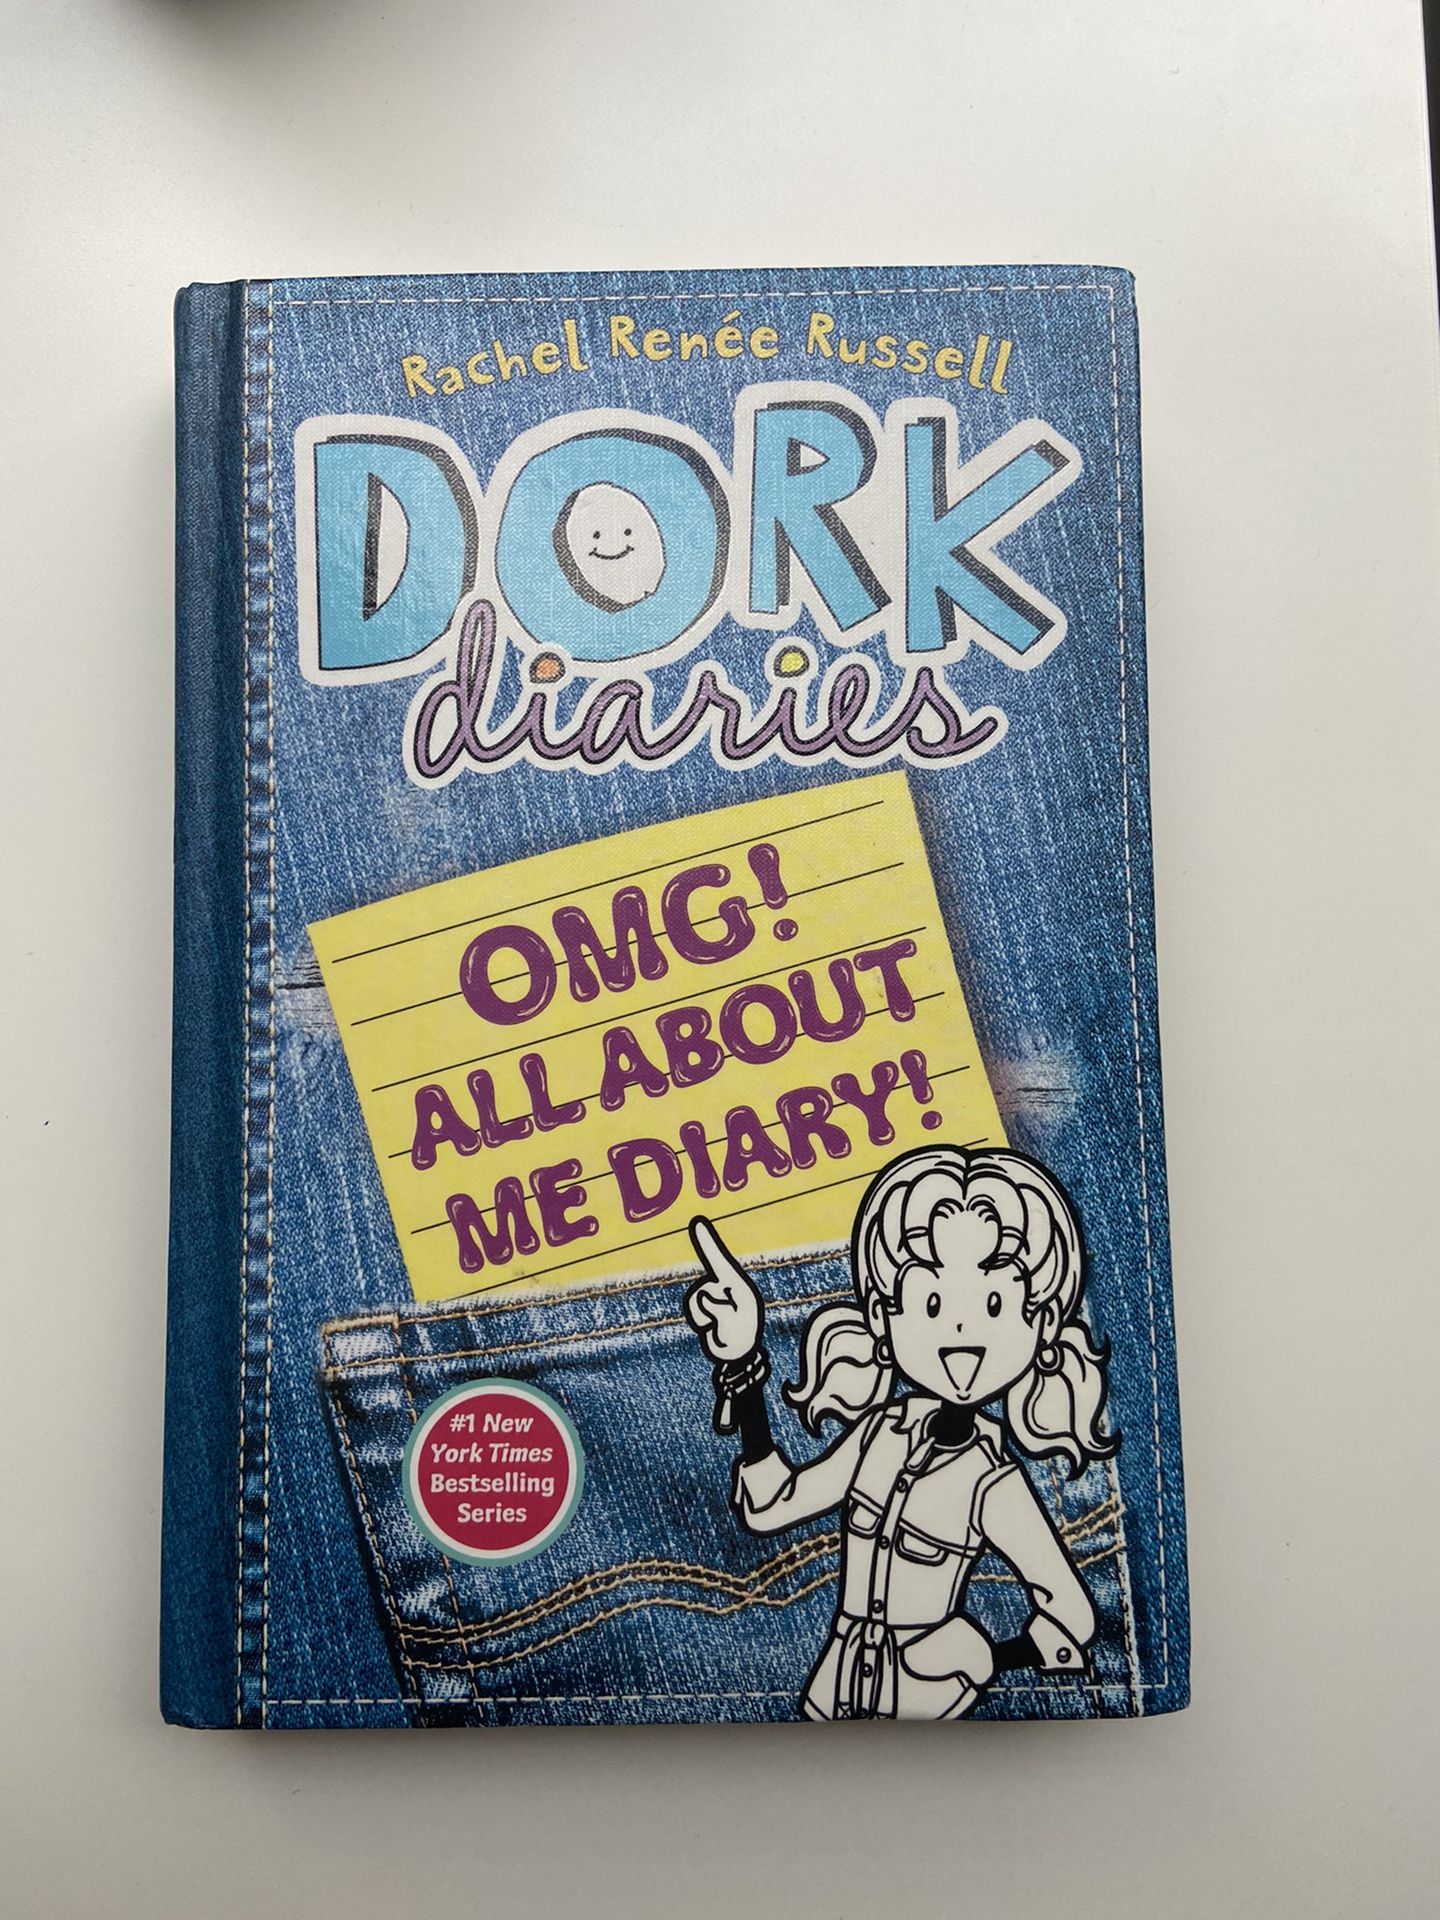 Rachel Renée Russell
DORK
diaries
OMG!
ALL ABOUT
ME DIARY!
#1 New
York Times
Bestselling
Series